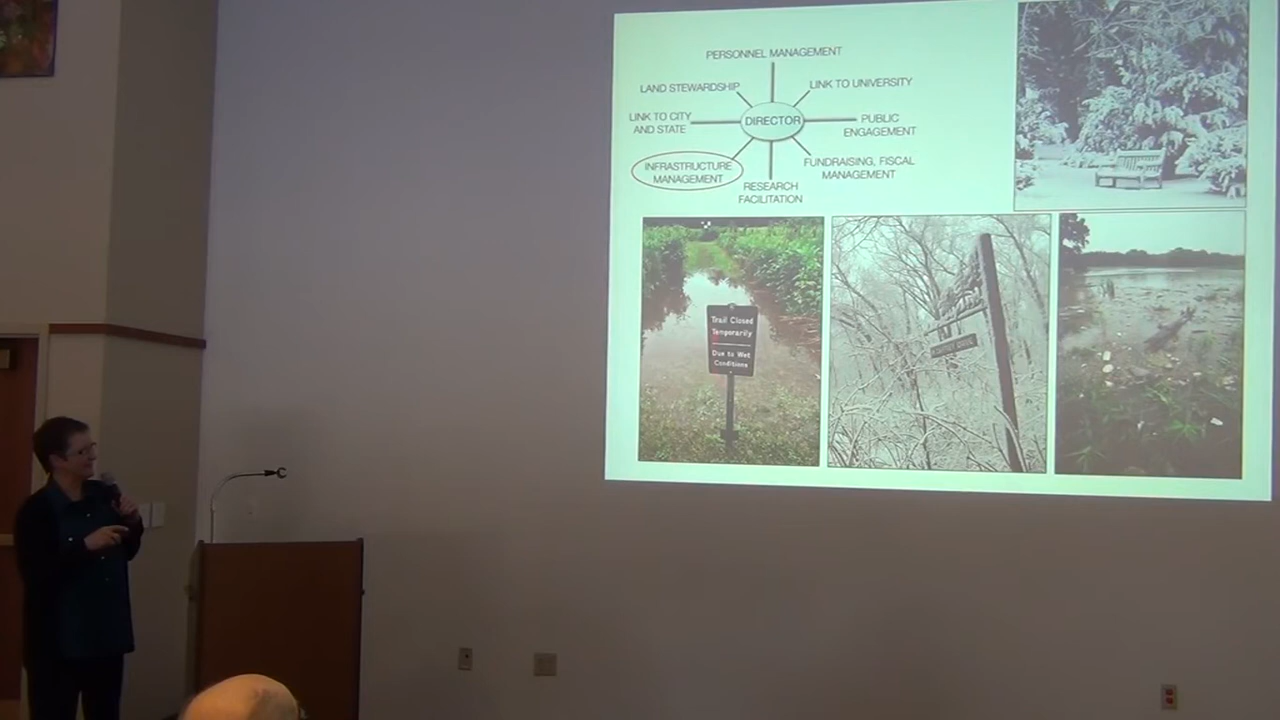 PERSONNEL MANAGEMENT
LAND STEWARDSHIP
LINK TO UNIVERSITY
LINK TO CITY
AND STATE
DIRECTOR
PUBLIC
ENGAGEMENT
INFRASTRUCTURE
MANAGEMENT
FUNDRAISING, FISCAL
MANAGEMENT
RESEARCH
FACILITATION
Trail Closed
Temporarily
Due to Wet
Conditions